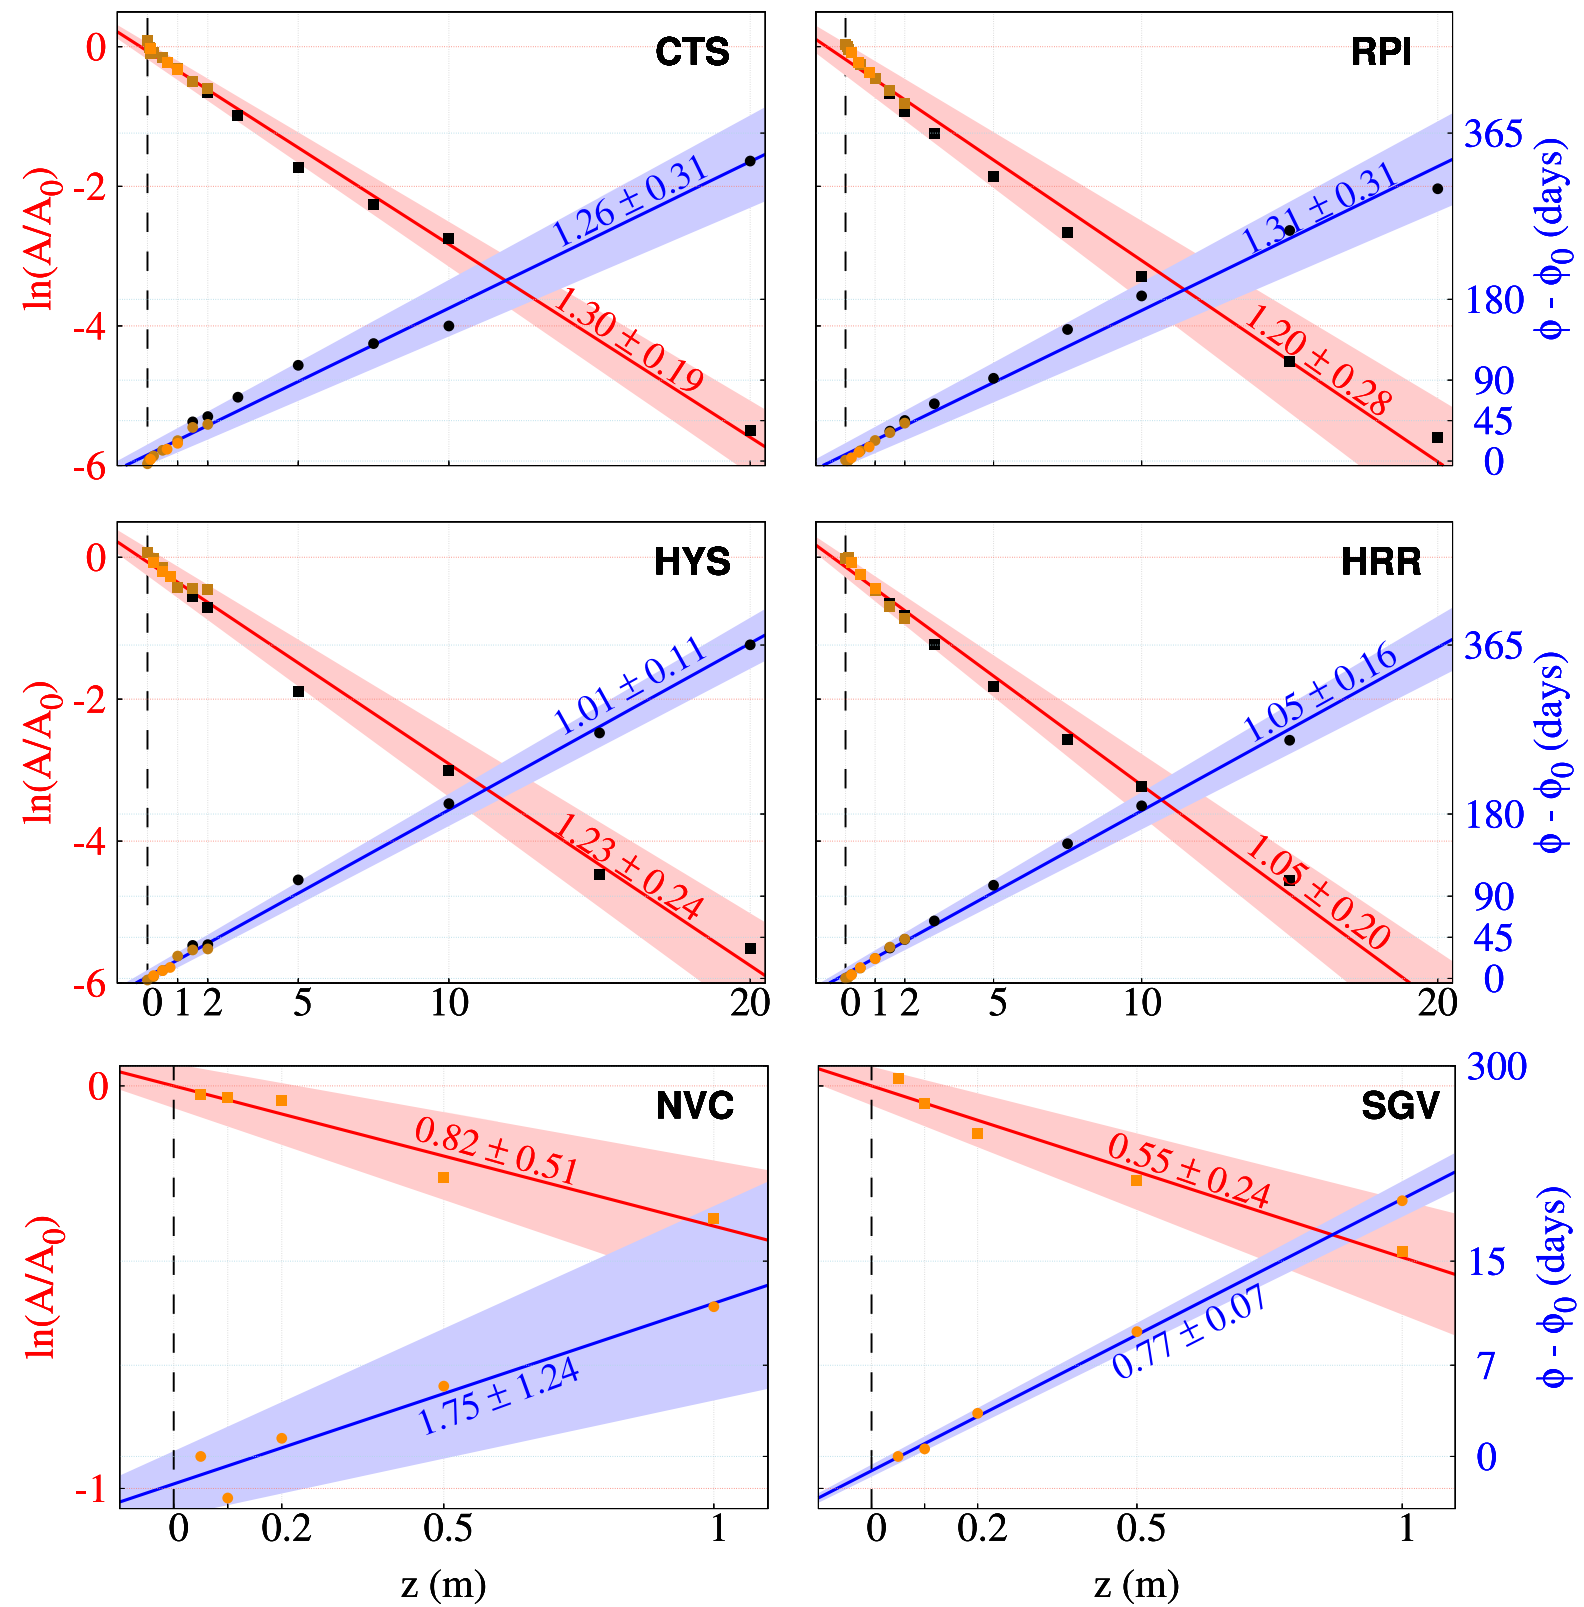 CTS
0
-2
-4
-6
ln(A/A0)
1.26 ± 0.31
1.30 ± 0.19
RPI
365
180
90
45
0
ϕ - ϕ0 (days)
1.31 ± 0.31
1.20 ± 0.28
HYS
0
-2
-4
-6
ln(A/A0)
1.01 ± 0.11
1.23 ± 0.24
0 1 2 5 10 20
HRR
365
180
90
45
0
ϕ - ϕ0 (days)
1.05 ± 0.16
1.05 ± 0.20
0 1 2 5 10 20
NVC
0
-1
ln(A/A0)
0.82 ± 0.51
1.75 ± 1.24
0 0.2 0.5 1
z (m)
SGV
300
15
7
0
ϕ - ϕ0 (days)
0.55 ± 0.24
0.77 ± 0.07
0 0.2 0.5 1
z (m)